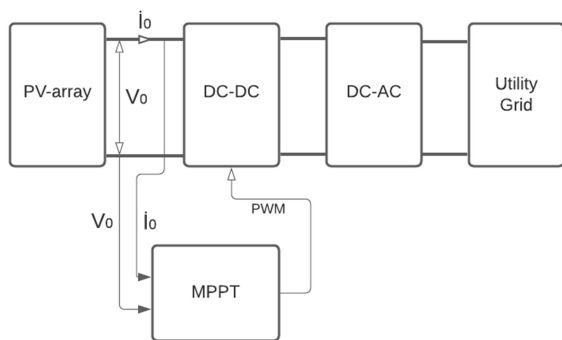 i0
PV-array
V0
DC-DC
DC-AC
Utility
Grid
PWM
V0
i0
MPPT